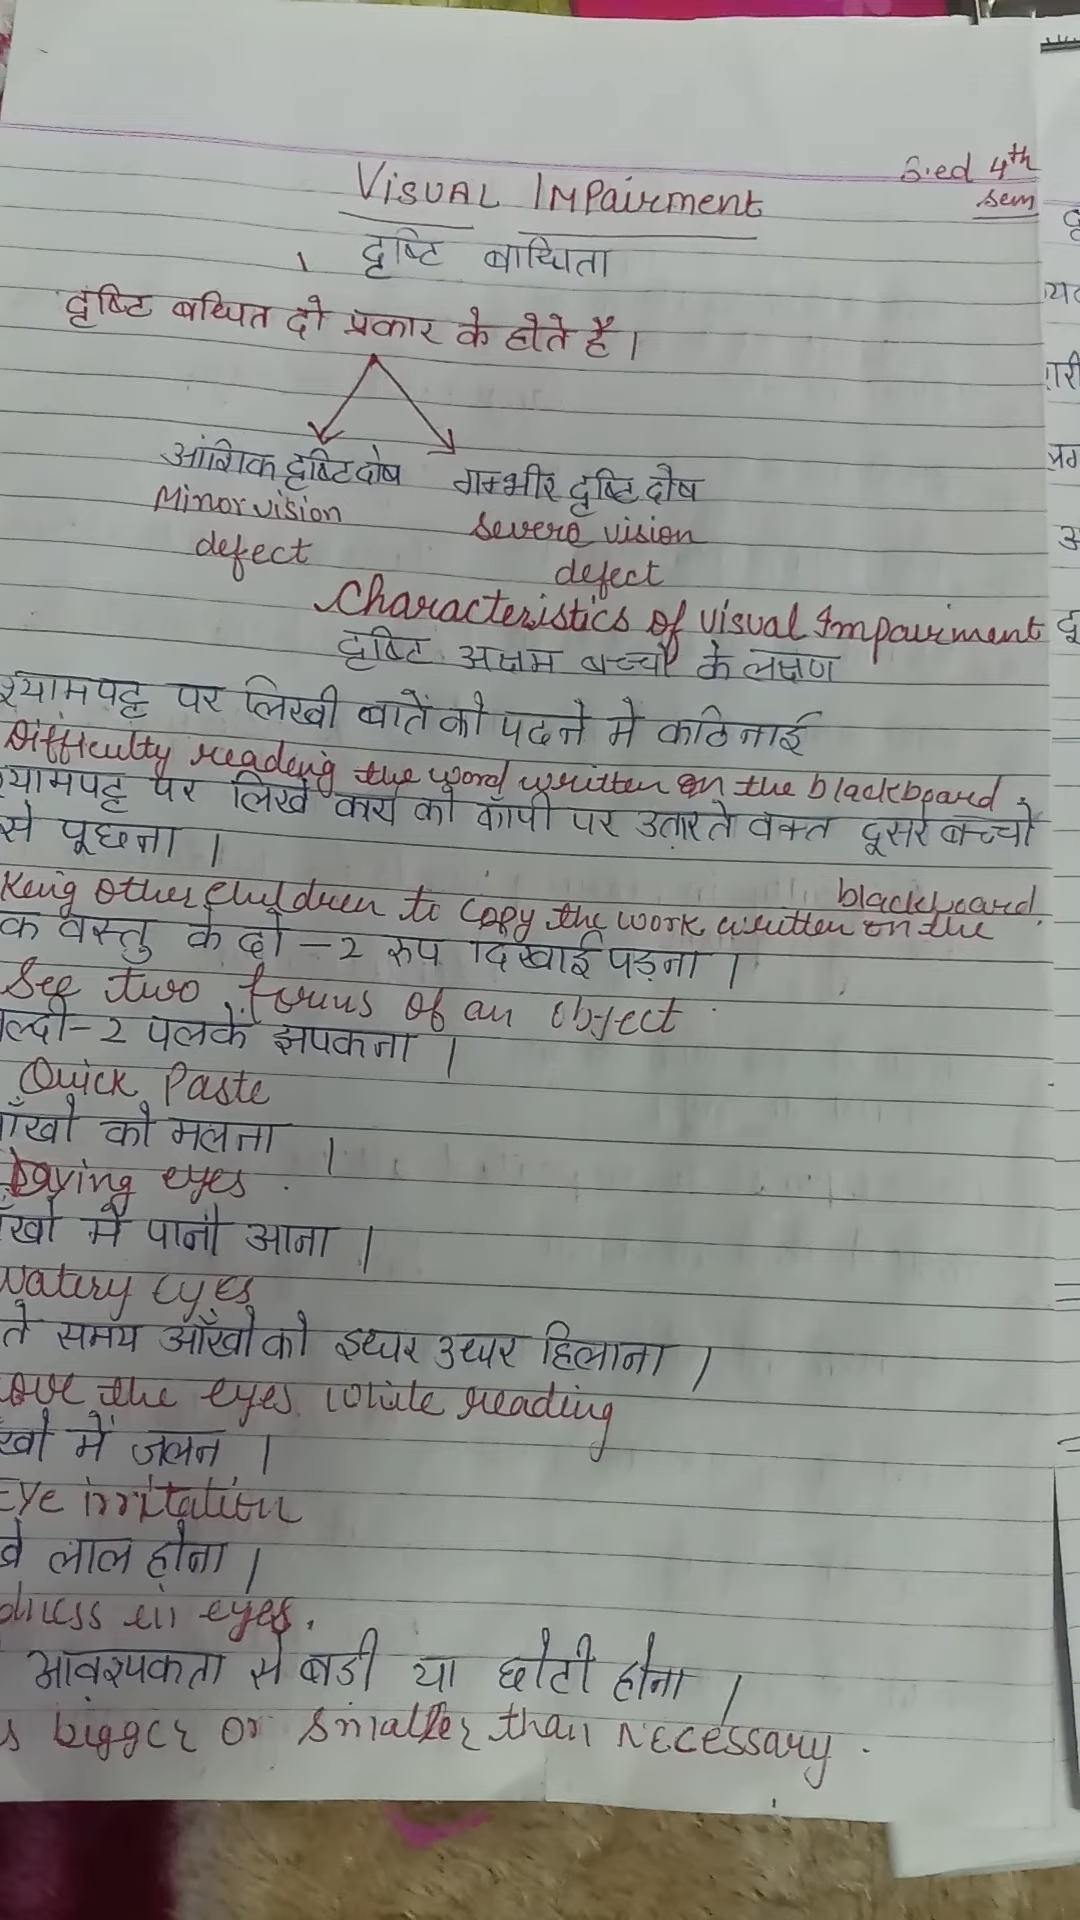 B.ed 4th
sem
Visual Impairment
दृष्टि बाधिता
दृष्टि बधित दो प्रकार के होते है।
आंशिक दृष्टि दोष गम्भीर दृष्टि दोष
Minor vision severe vision
defect defect
Characteristics of visual Impairment
दृष्टि अक्षम बच्चो के लक्षण
श्यामपट्ट पर लिखी बातें को पढने मे कठिनाई
Difficulty reading the word written on the blackboard.
यामपट्ट पर लिखे कार्य को कॉपी पर उतारते वक्त दूसरे बच्चो
से पूछना।
blackboard.
King other children to copy the work written on the
क वस्तु के दो-2 रूप दिखाई पड़ना।
See two forms of an object.
ल्दी-2 पलकें झपकना।
Quick Paste
ाँखो को मलना।
eyes.
ँखो में पानी आना।
Watery Eyes
ते समय आँखो को इधर उधर हिलाना।
ove the eyes while reading
खो में जलन।
Eye irritation
खे लाल होना।
dness in eyes.
आवश्यकता से बडी या छोटी होना।
s bigger or smaller than necessary.